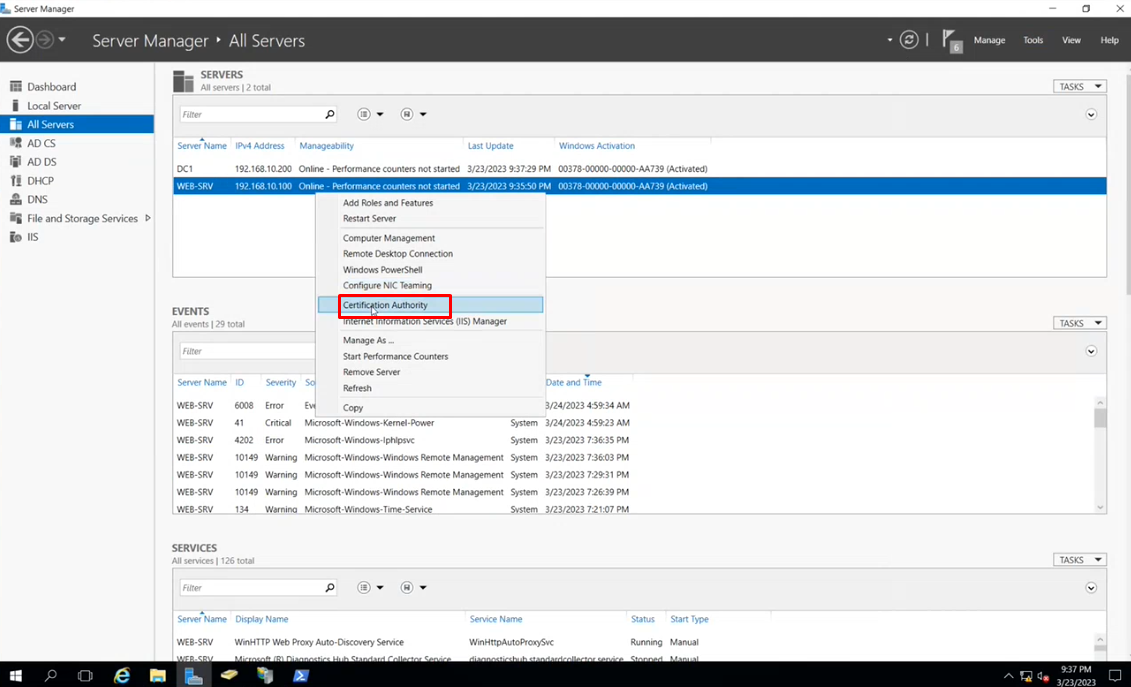 Server Manager
Server Manager ‣ All Servers
6
Manage
Tools
View
Help
Dashboard
Local Server
All Servers
AD CS
AD DS
DHCP
DNS
File and Storage Services
IIS
SERVERS
All servers | 2 total
TASKS
Filter
Server Name IPv4 Address Manageability Last Update Windows Activation
DC1 192.168.10.200 Online - Performance counters not started 3/23/2023 9:37:29 PM 00378-00000-00000-AA739 (Activated)
WEB-SRV 192.168.10.100 Online - Performance counters not started 3/23/2023 9:35:50 PM 00378-00000-00000-AA739 (Activated)
Add Roles and Features
Restart Server
Computer Management
Remote Desktop Connection
Windows PowerShell
Configure NIC Teaming
Certification Authority
Internet Information Services (IIS) Manager
Manage As ...
Start Performance Counters
Remove Server
Refresh
Copy
EVENTS
All events | 29 total
TASKS
Filter
Server Name ID Severity So Date and Time
WEB-SRV 6008 Error Eve 3/24/2023 4:59:34 AM
WEB-SRV 41 Critical Microsoft-Windows-Kernel-Power System 3/24/2023 4:59:23 AM
WEB-SRV 4202 Error Microsoft-Windows-Iphlpsvc System 3/23/2023 7:36:35 PM
WEB-SRV 10149 Warning Microsoft-Windows-Windows Remote Management System 3/23/2023 7:36:03 PM
WEB-SRV 10149 Warning Microsoft-Windows-Windows Remote Management System 3/23/2023 7:29:31 PM
WEB-SRV 10149 Warning Microsoft-Windows-Windows Remote Management System 3/23/2023 7:26:39 PM
WEB-SRV 134 Warning Microsoft-Windows-Time-Service System 3/23/2023 7:21:07 PM
SERVICES
All services | 126 total
TASKS
Filter
Server Name Display Name Service Name Status Start Type
WEB-SRV WinHTTP Web Proxy Auto-Discovery Service WinHttpAutoProxySvc Running Manual
WEB-SRV Microsoft (R) Diagnostics Hub Standard Collector Service diagnosticshub.standardcollector.service Stopped Manual
9:37 PM
3/23/2023